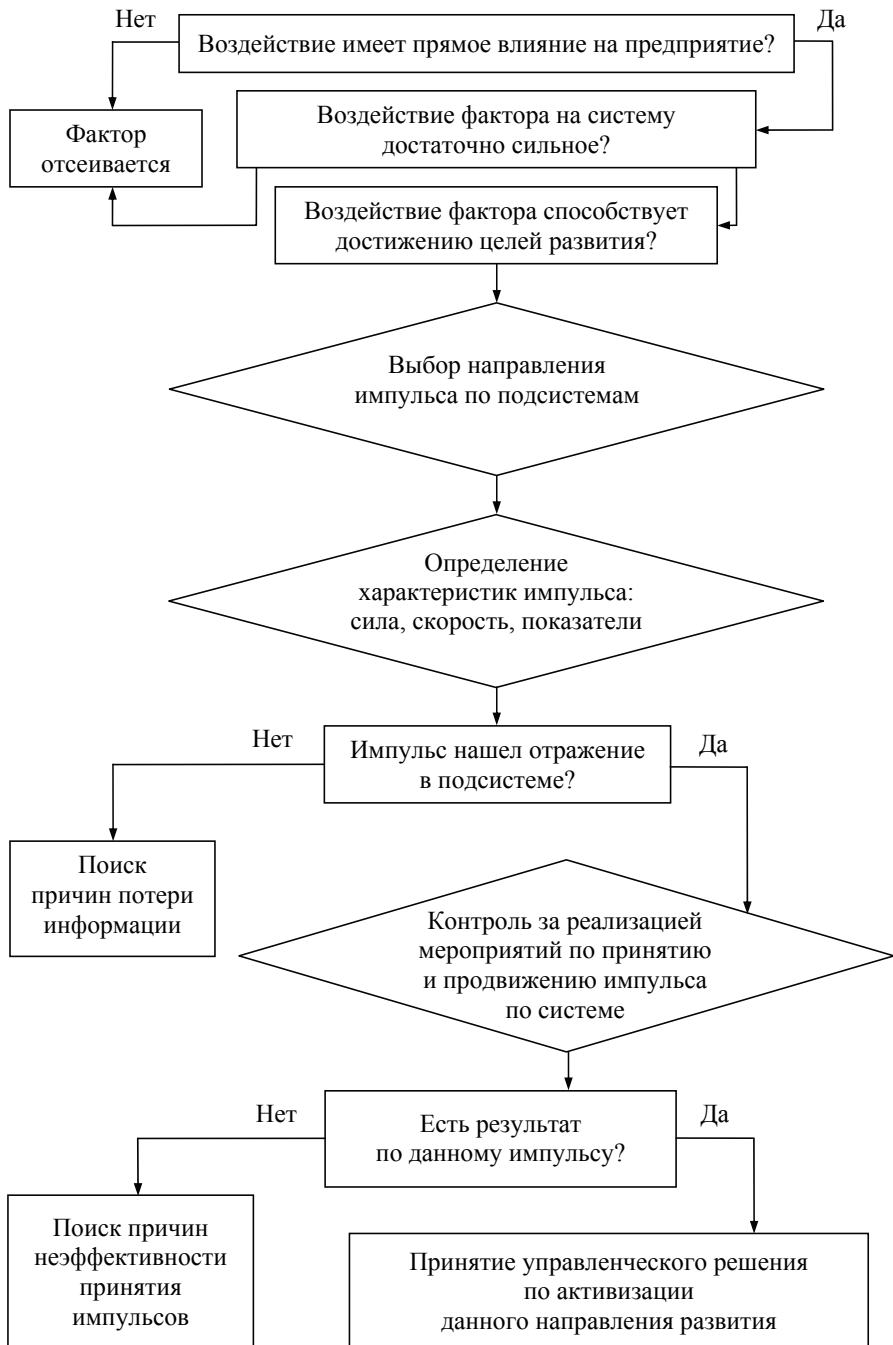 Нет
Да
Воздействие имеет прямое влияние на предприятие?
Воздействие фактора на систему
достаточно сильное?
Фактор
отсеивается
Воздействие фактора способствует
достижению целей развития?
Выбор направления
импульса по подсистемам
Определение
характеристик импульса:
сила, скорость, показатели
Нет
Импульс нашел отражение
в подсистеме?
Да
Поиск
причин потери
информации
Контроль за реализацией
мероприятий по принятию
и продвижению импульса
по системе
Нет
Есть результат
по данному импульсу?
Да
Поиск причин
неэффективности
принятия
импульсов
Принятие управленческого решения
по активизации
данного направления развития